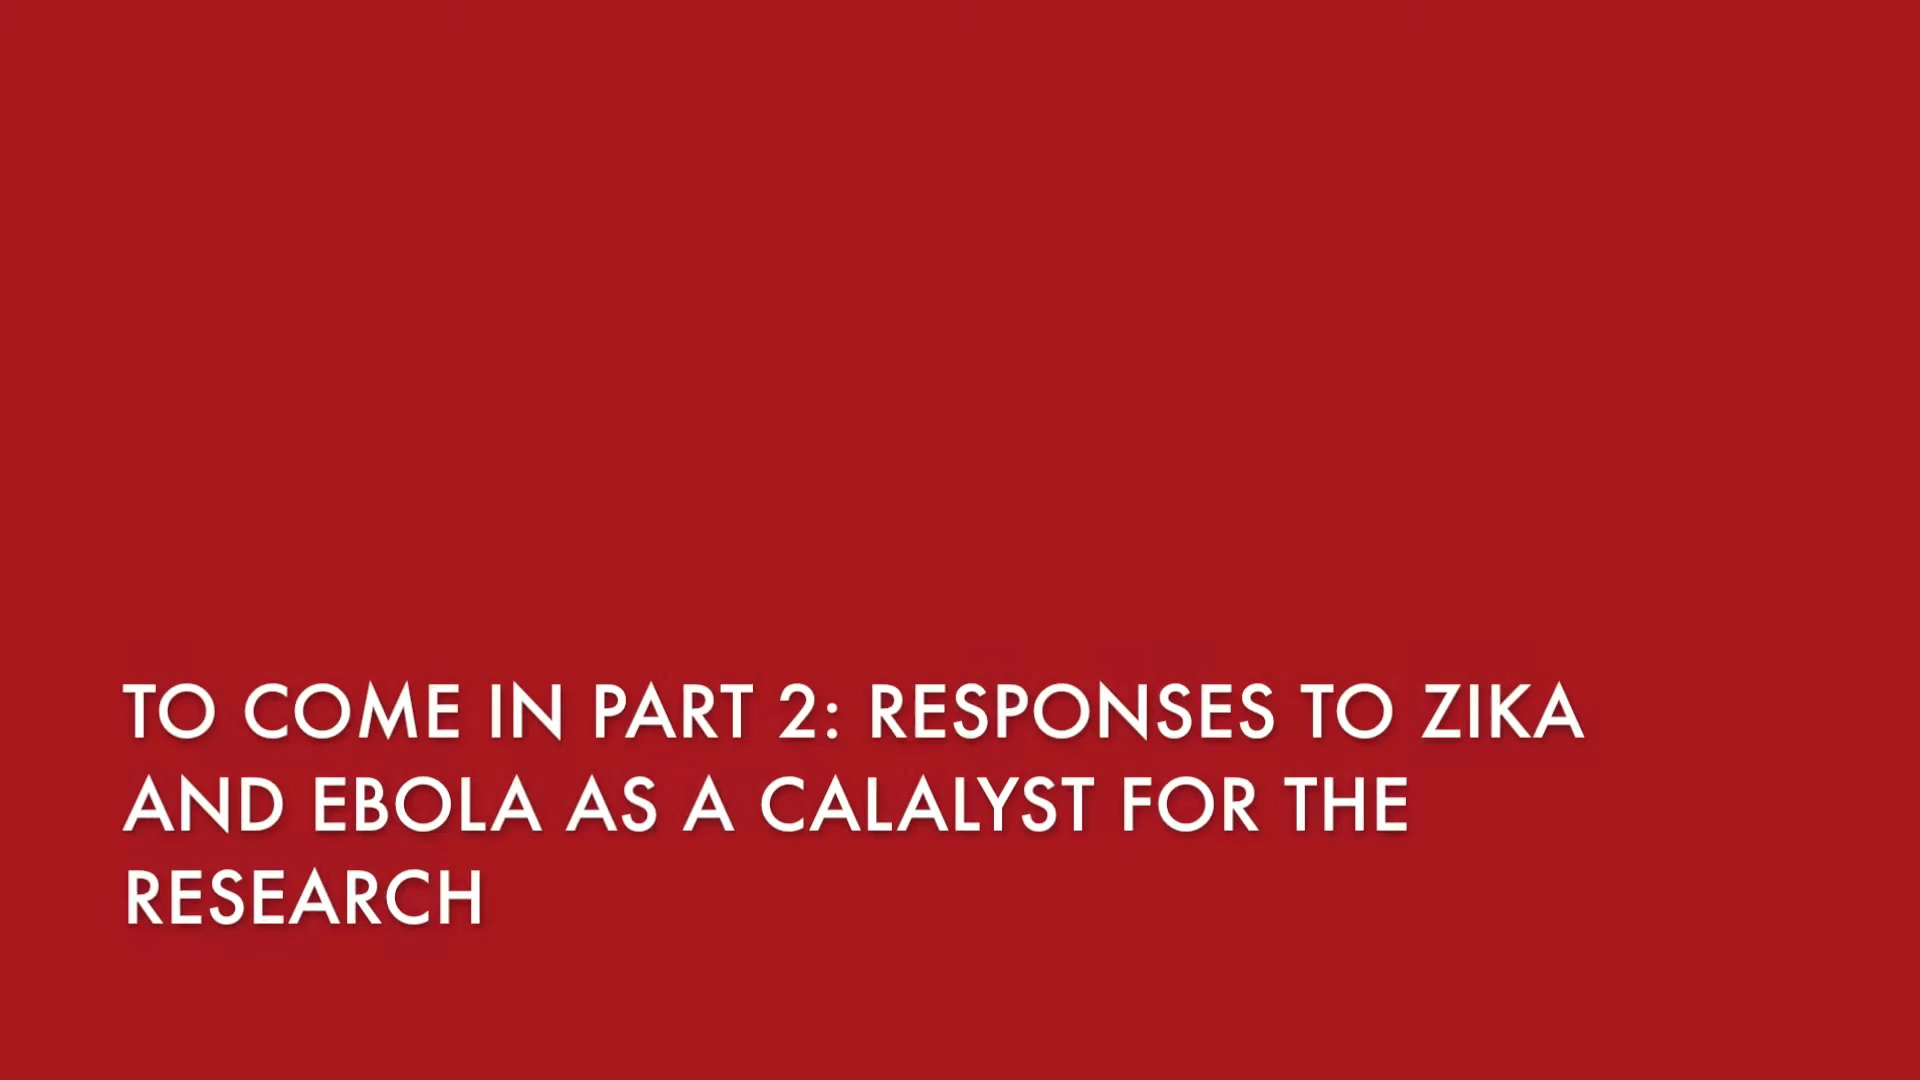 TO COME IN PART 2: RESPONSES TO ZIKA
AND EBOLA AS A CALALYST FOR THE
RESEARCH